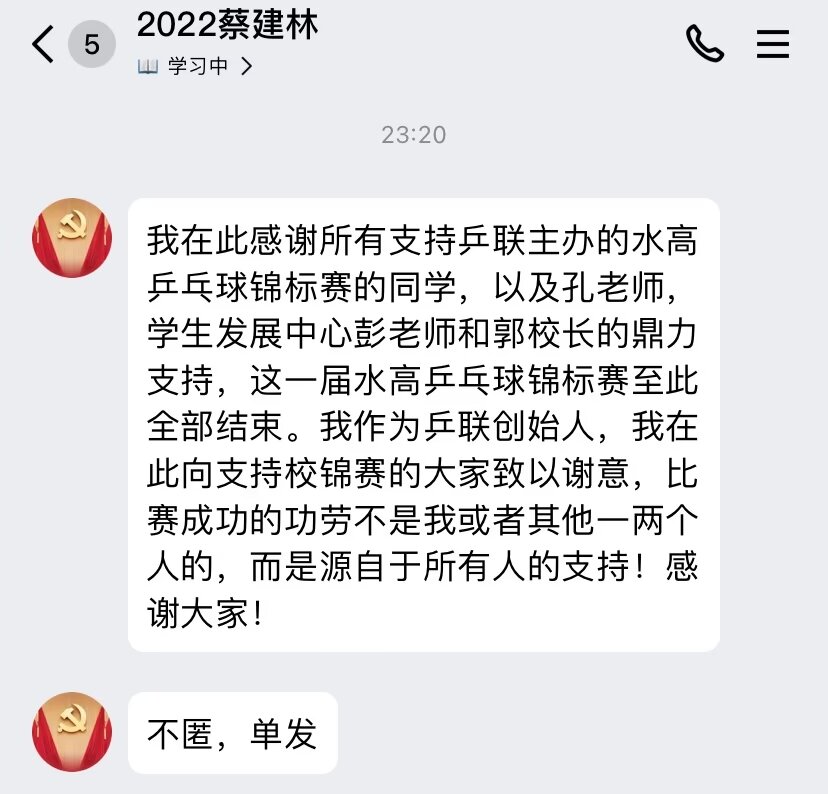 5
2022蔡建林
学习中
23:20
我在此感谢所有支持乒联主办的水高
乒乓球锦标赛的同学，以及孔老师，
学生发展中心彭老师和郭校长的鼎力
支持，这一届水高乒乓球锦标赛至此
全部结束。我作为乒联创始人，我在
此向支持校锦赛的大家致以谢意，比
赛成功的功劳不是我或者其他一两个
人的，而是源自于所有人的支持！感
谢大家！
不匿，单发